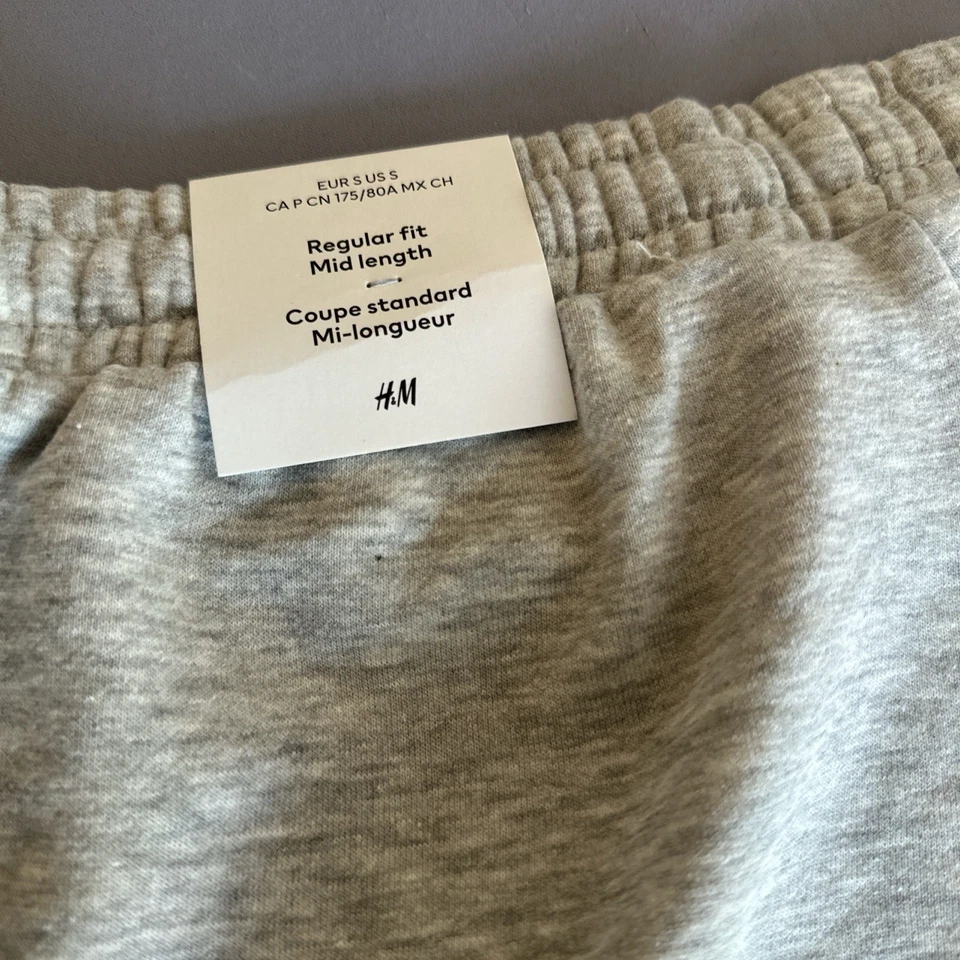 EUR S US S
CA P CN 175/80A MX CH
Regular fit
Mid length
Coupe standard
Mi-longueur
H&M